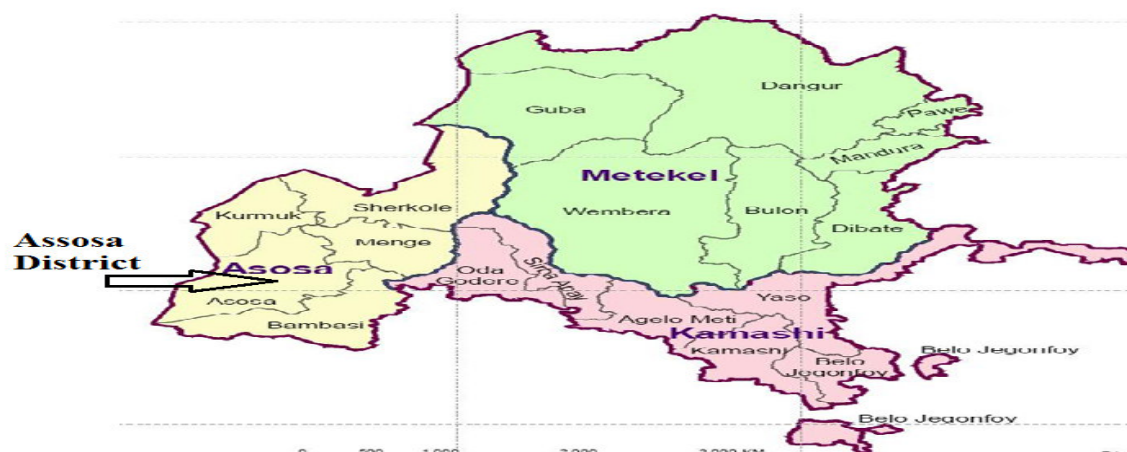 Dangur
Guba
Pawe
Mandura
Metekel
Sherkole
Kurmuk
Wembera
Bulon
Dibate
Menge
Assosa
District
Asosa
Oda
Godere
Asosa
Yaso
Bambasi
Agelo Meti
Kamashi
Kamashi
Belo
Jegonfoy
Belo Jegonfoy
Belo Jegonfoy